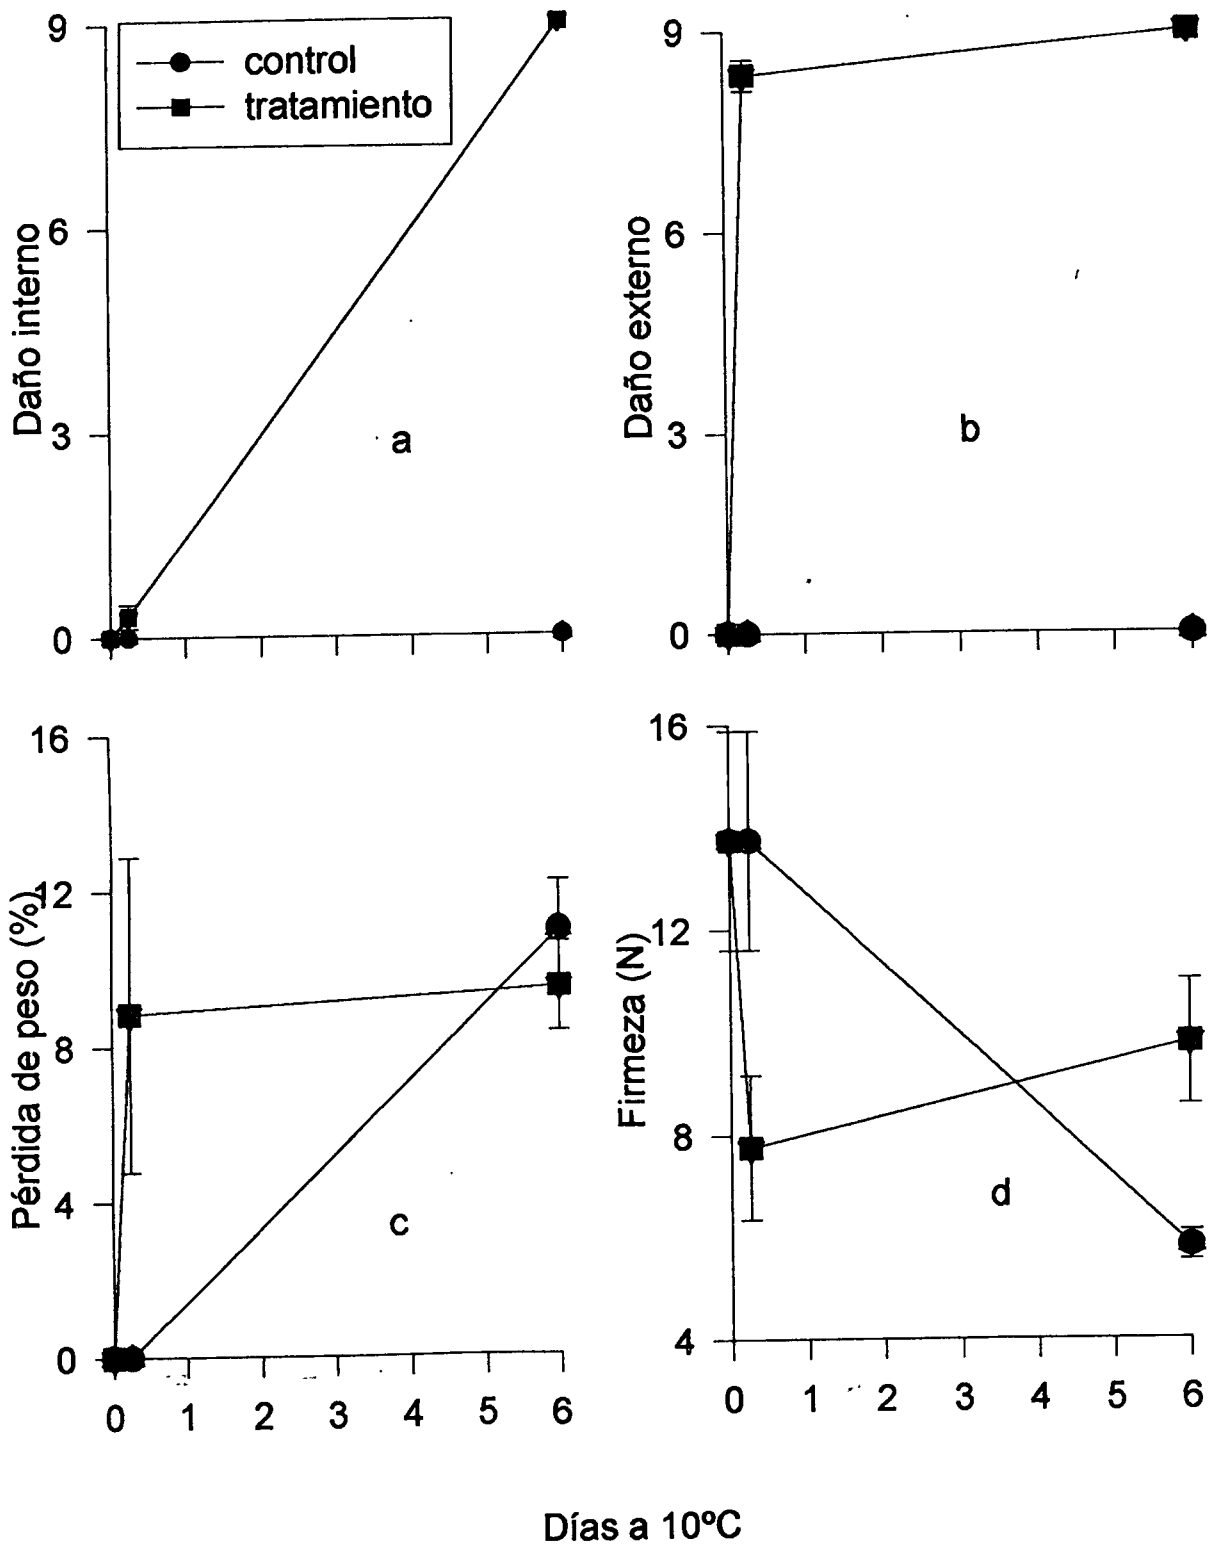 control
tratamiento
Daño interno
9
6
3
0
a
Daño externo
9
6
3
0
b
Pérdida de peso (%)
16
12
8
4
0
c
0 1 2 3 4 5 6
Firmeza (N)
16
12
8
4
d
0 1 2 3 4 5 6
Días a 10ºC